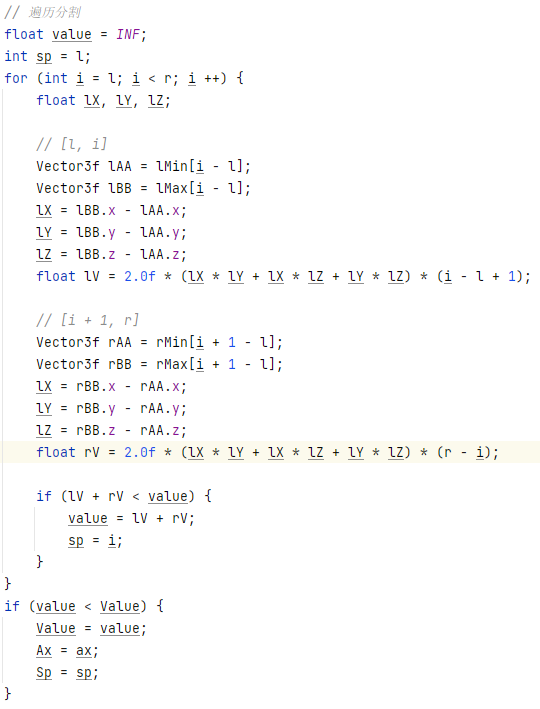 // 遍历分割
float value = INF;
int sp = l;
for (int i = l; i < r; i ++) {
    float lX, lY, lZ;

    // [l, i]
    Vector3f lAA = lMin[i - l];
    Vector3f lBB = lMax[i - l];
    lX = lBB.x - lAA.x;
    lY = lBB.y - lAA.y;
    lZ = lBB.z - lAA.z;
    float lV = 2.0f * (lX * lY + lX * lZ + lY * lZ) * (i - l + 1);

    // [i + 1, r]
    Vector3f rAA = rMin[i + 1 - l];
    Vector3f rBB = rMax[i + 1 - l];
    lX = rBB.x - rAA.x;
    lY = rBB.y - rAA.y;
    lZ = rBB.z - rAA.z;
    float rV = 2.0f * (lX * lY + lX * lZ + lY * lZ) * (r - i);

    if (lV + rV < value) {
        value = lV + rV;
        sp = i;
    }
}
if (value < Value) {
    Value = value;
    Ax = ax;
    Sp = sp;
}